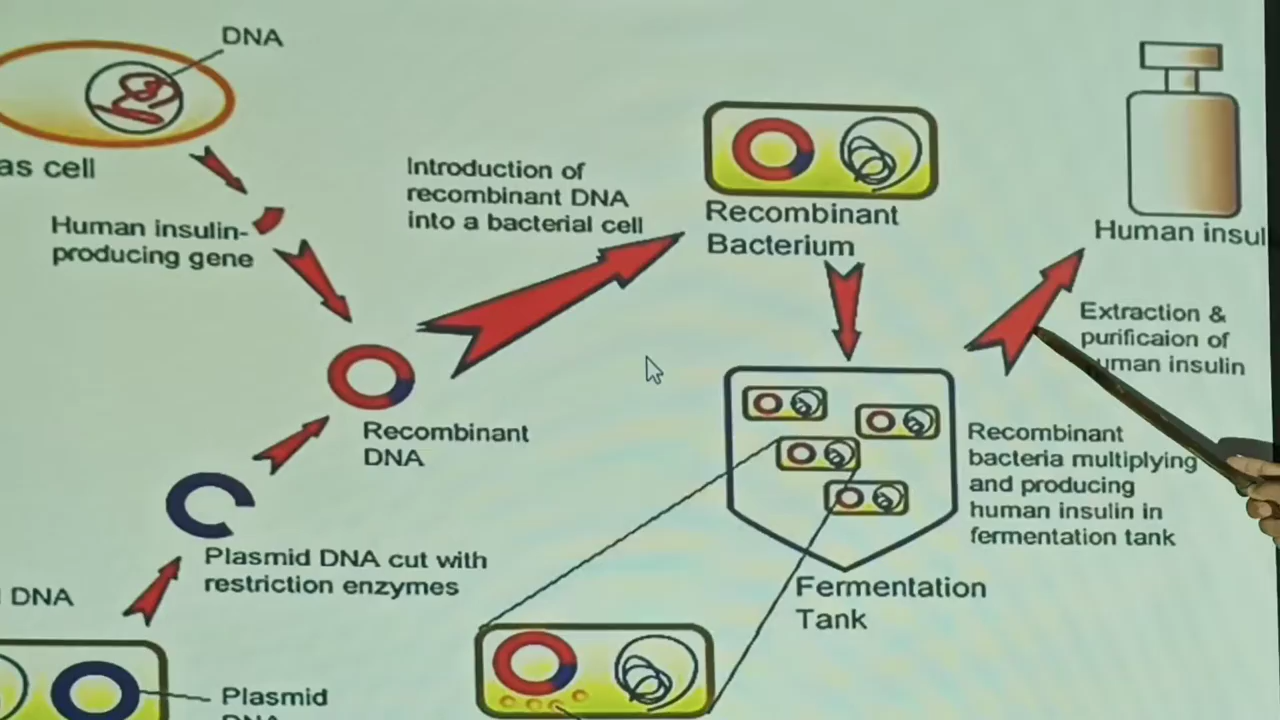 DNA
as cell
Human insulin-
producing gene
Introduction of
recombinant DNA
into a bacterial cell
Recombinant
Bacterium
Human insul
Extraction &
purificaion of
uman insulin
Recombinant
DNA
Recombinant
bacteria multiplying
and producing
human insulin in
fermentation tank
Plasmid DNA cut with
restriction enzymes
DNA
Fermentation
Tank
Plasmid
DNA